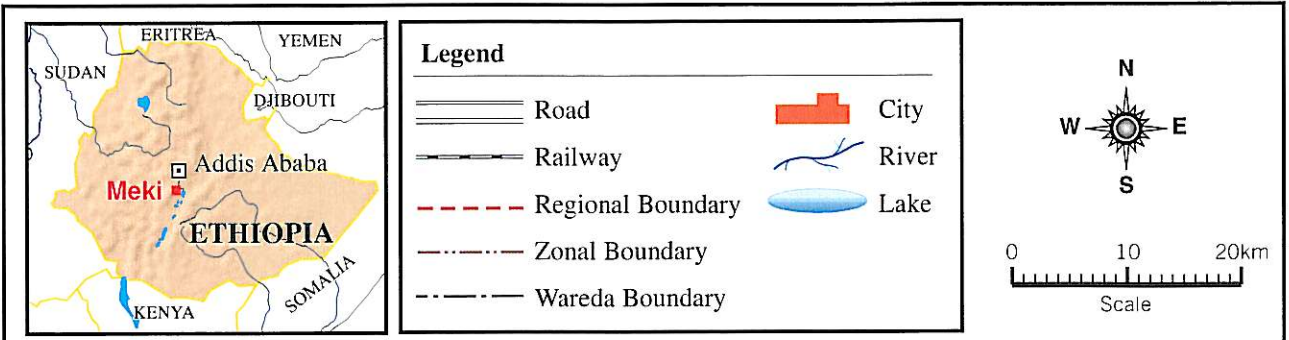 ERITREA
YEMEN
SUDAN
DJIBOUTI
Addis Ababa
Meki
ETHIOPIA
SOMALIA
KENYA
Legend
Road
Railway
Regional Boundary
Zonal Boundary
Wareda Boundary
City
River
Lake
N
W E
S
0 10 20km
Scale